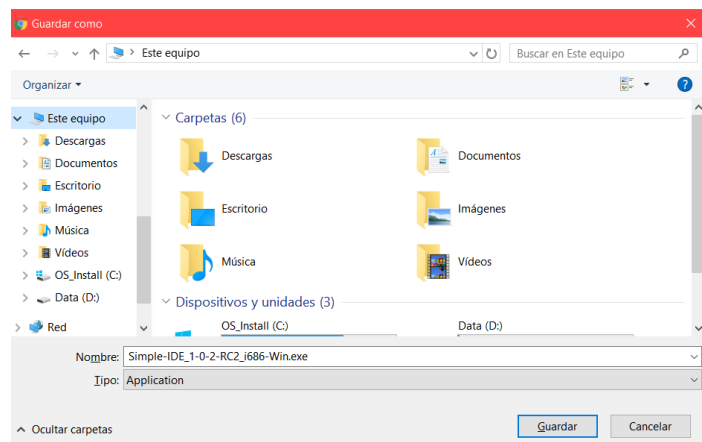 Guardar como
Este equipo
Buscar en Este equipo
Organizar
Este equipo
Descargas
Documentos
Escritorio
Imágenes
Música
Vídeos
OS_Install (C:)
Data (D:)
Red
Carpetas (6)
Descargas
Documentos
Escritorio
Imágenes
Música
Vídeos
Dispositivos y unidades (3)
OS_Install (C:)
Data (D:)
Nombre: Simple-IDE_1-0-2-RC2_i686-Win.exe
Tipo: Application
Ocultar carpetas
Guardar
Cancelar